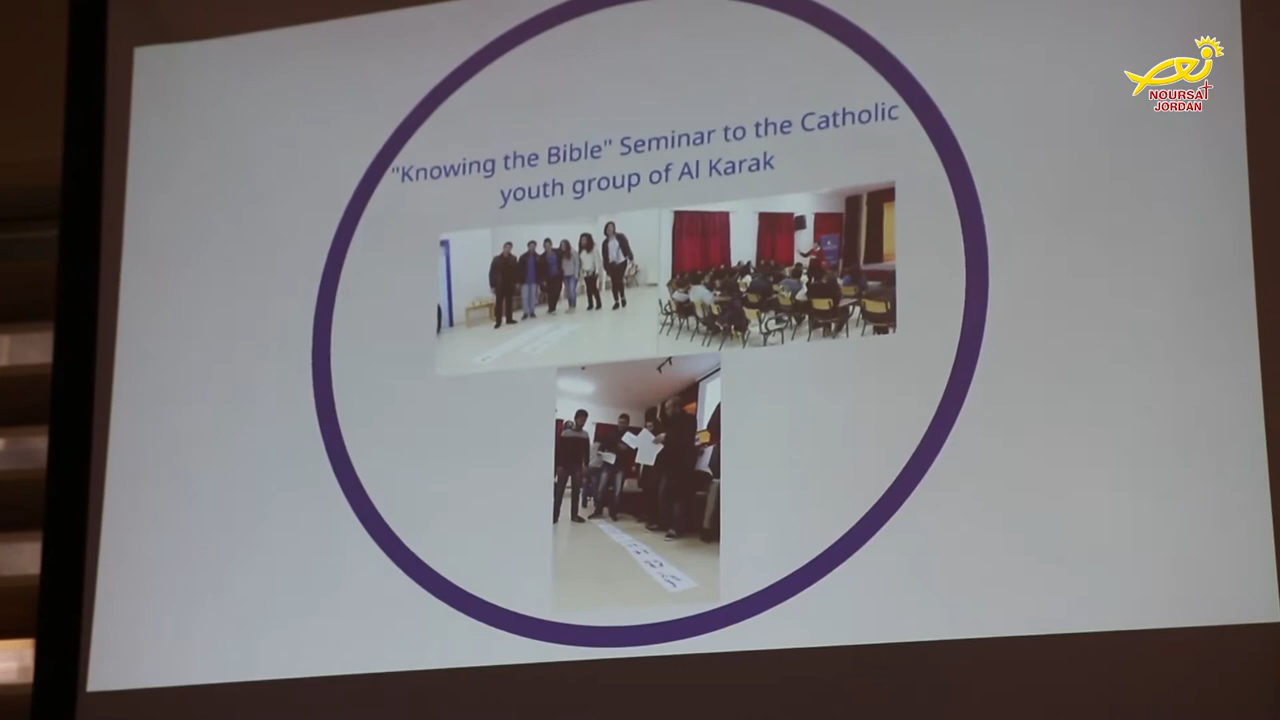 "Knowing the Bible" Seminar to the Catholic
youth group of Al Karak
NOURSAT
JORDAN